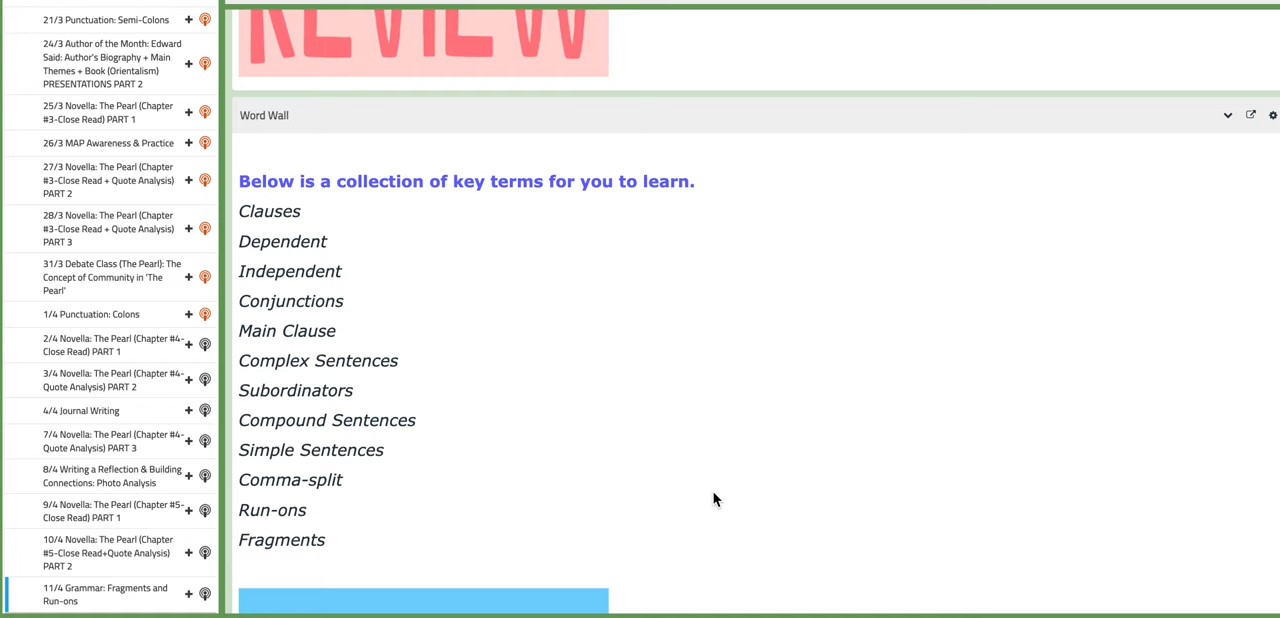 21/3 Punctuation: Semi-Colons
24/3 Author of the Month: Edward
Said: Author's Biography + Main
Themes + Book (Orientalism)
PRESENTATIONS PART 2
25/3 Novella: The Pearl (Chapter
#3-Close Read) PART 1
26/3 MAP Awareness & Practice
27/3 Novella: The Pearl (Chapter
#3-Close Read + Quote Analysis)
PART 2
28/3 Novella: The Pearl (Chapter
#3-Close Read + Quote Analysis)
PART 3
31/3 Debate Class (The Pearl): The
Concept of Community in 'The
Pearl'
1/4 Punctuation: Colons
2/4 Novella: The Pearl (Chapter #4-
Close Read) PART 1
3/4 Novella: The Pearl (Chapter #4-
Quote Analysis) PART 2
4/4 Journal Writing
7/4 Novella: The Pearl (Chapter #4-
Quote Analysis) PART 3
8/4 Writing a Reflection & Building
Connections: Photo Analysis
9/4 Novella: The Pearl (Chapter #5-
Close Read) PART 1
10/4 Novella: The Pearl (Chapter
#5-Close Read+Quote Analysis)
PART 2
11/4 Grammar: Fragments and
Run-ons
REVIEW
Word Wall
Below is a collection of key terms for you to learn.
Clauses
Dependent
Independent
Conjunctions
Main Clause
Complex Sentences
Subordinators
Compound Sentences
Simple Sentences
Comma-split
Run-ons
Fragments